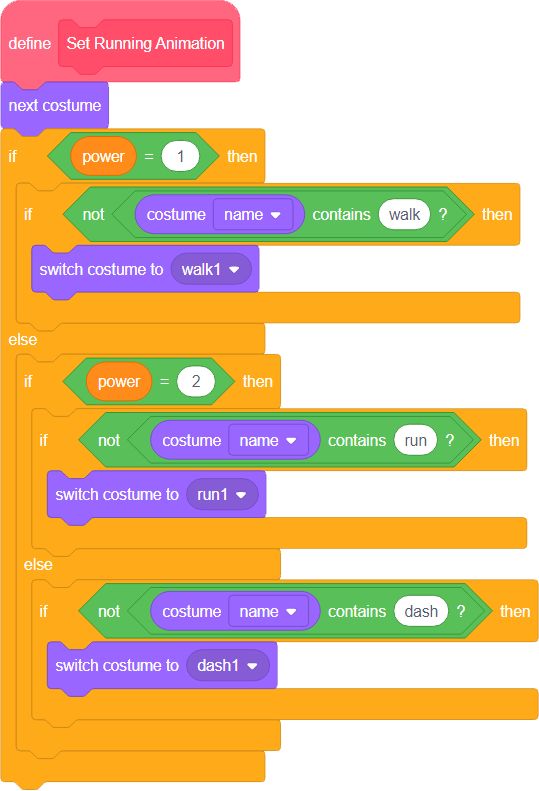 define Set Running Animation
next costume
if power = 1 then
if not costume name contains walk ? then
switch costume to walk1
else
if power = 2 then
if not costume name contains run ? then
switch costume to run1
else
if not costume name contains dash ? then
switch costume to dash1